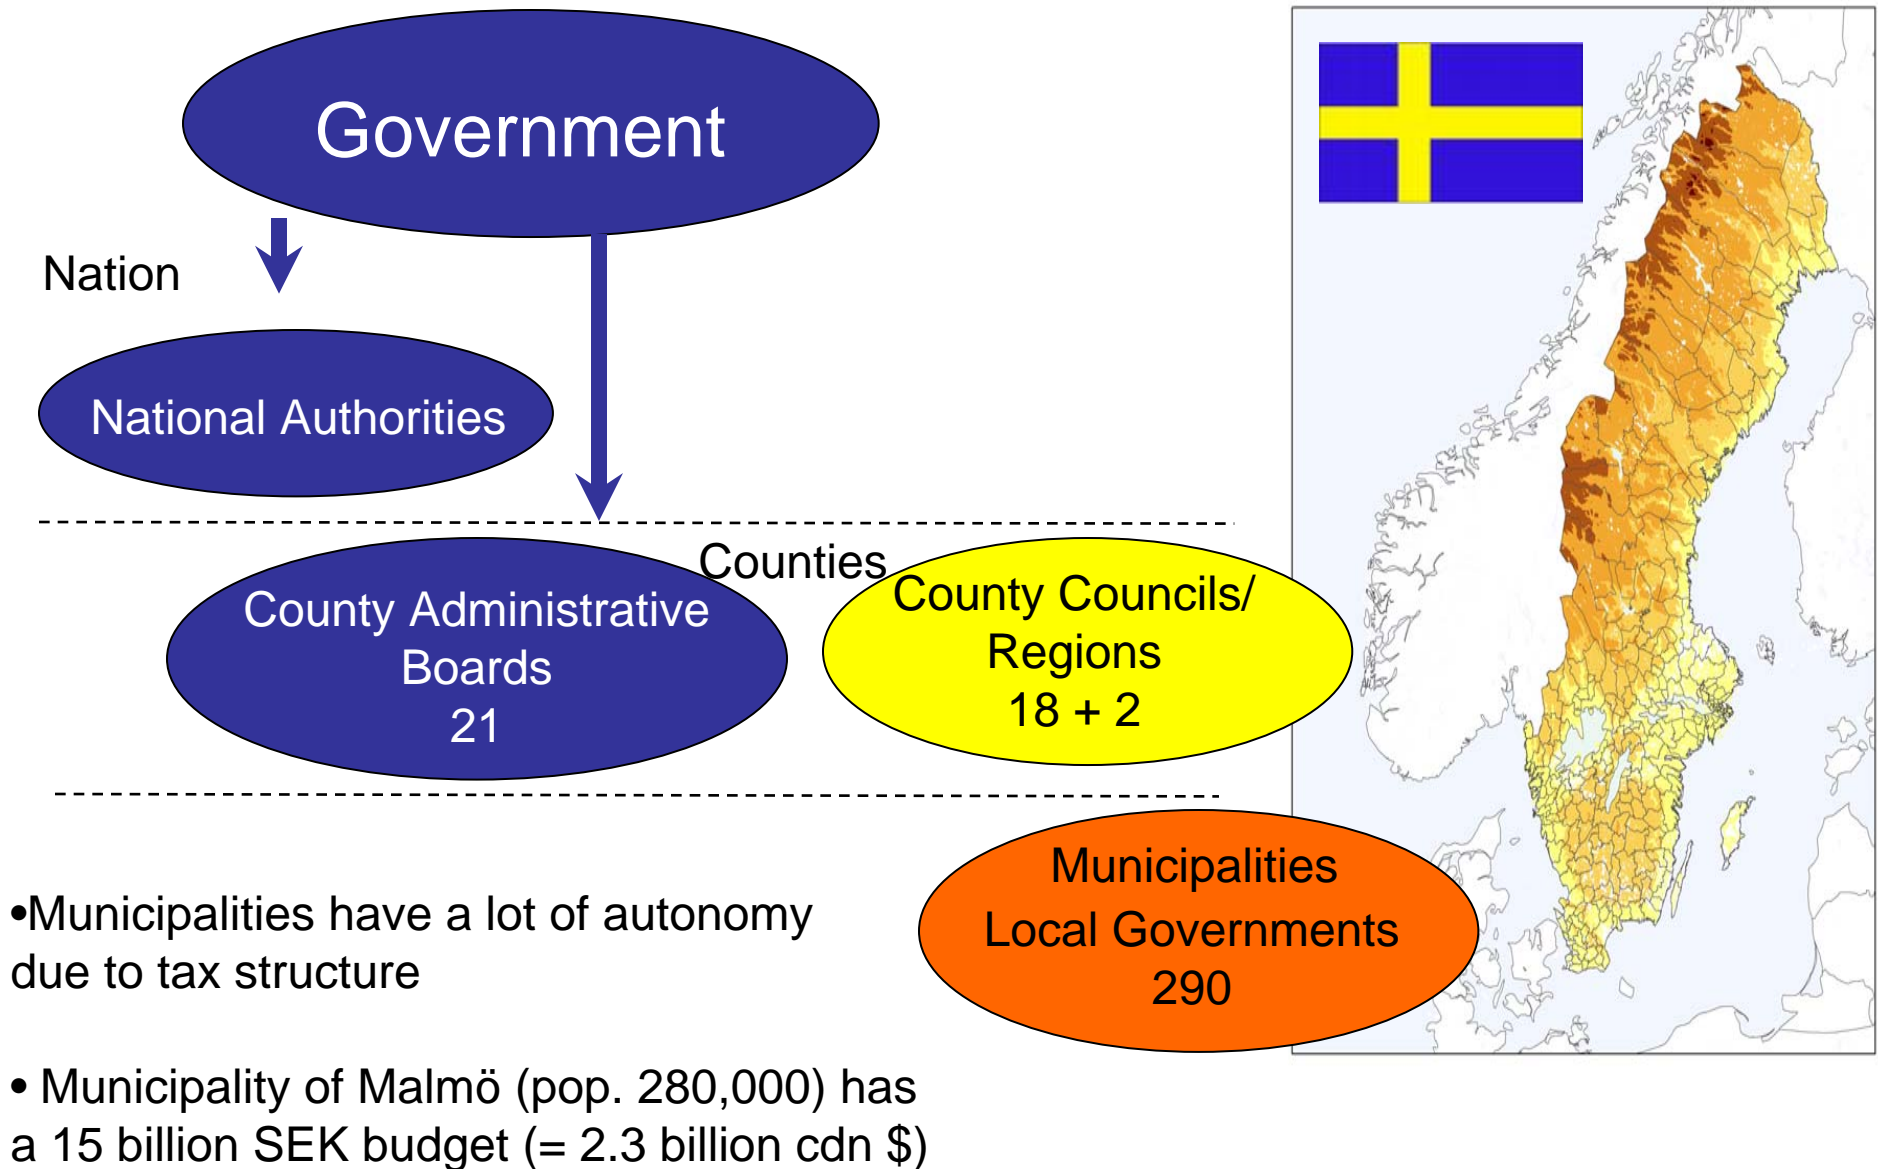 Government
Nation
National Authorities
Counties
County Administrative
Boards
21
County Councils/
Regions
18 + 2
Municipalities
Local Governments
290
•Municipalities have a lot of autonomy
due to tax structure
• Municipality of Malmö (pop. 280,000) has
a 15 billion SEK budget (= 2.3 billion cdn $)